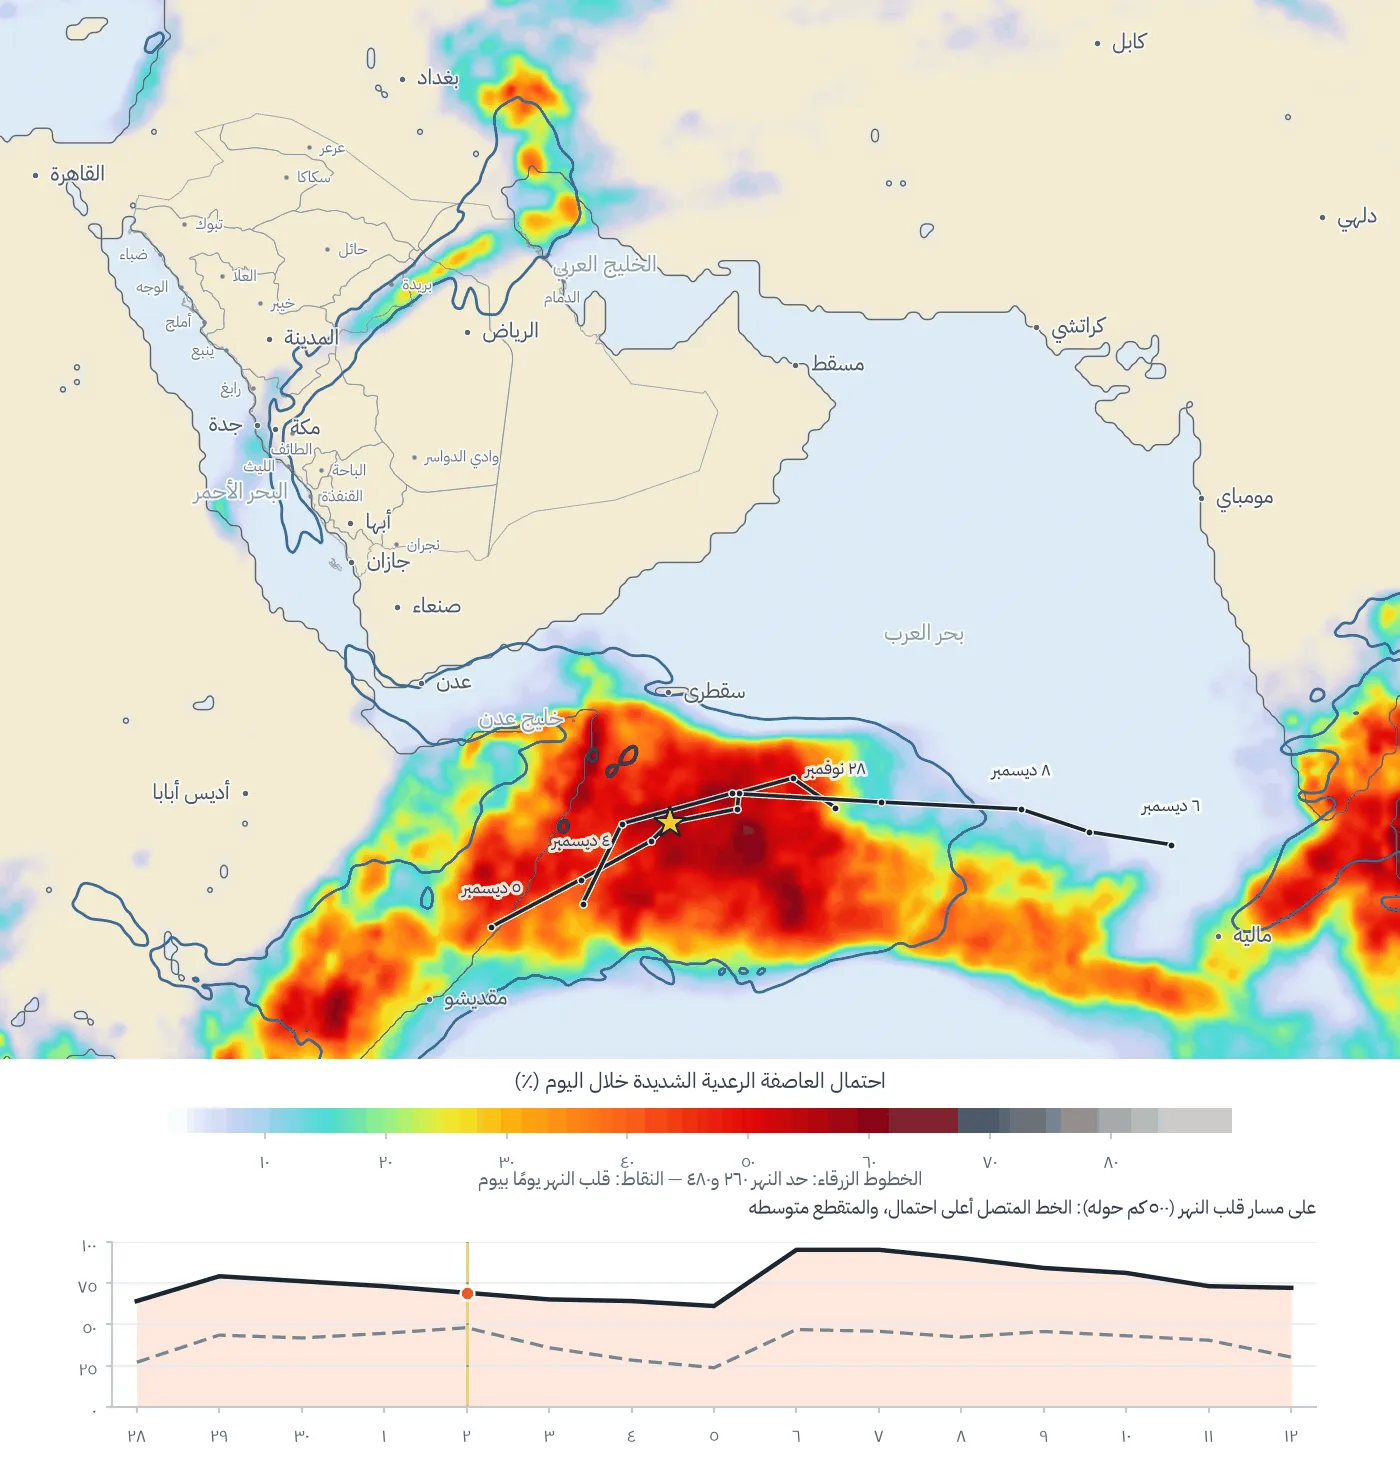 كابل
بغداد
عرعر
القاهرة
سكاكا
دلهي
تبوك
ضباء
حائل
الخليج العربي
العلا
الوجه
بريدة
الدمام
خيبر
أملج
كراتشي
المدينة
الرياض
ينبع
مسقط
رابغ
جدة
مكة
الطائف
وادي الدواسر
الليث
الباحة
البحر الأحمر
القنفذة
مومباي
أبها
نجران
جازان
صنعاء
بحر العرب
عدن
سقطرى
خليج عدن
٢٨ نوفمبر
٨ ديسمبر
أديس أبابا
٦ ديسمبر
٤ ديسمبر
٥ ديسمبر
ماليه
مقديشو
احتمال العاصفة الرعدية الشديدة خلال اليوم (٪)
١٠ ٢٠ ٣٠ ٤٠ ٥٠ ٦٠ ٧٠ ٨٠
الخطوط الزرقاء: حد النهر ٢٦٠ و٤٨٠ — النقاط: قلب النهر يومًا بيوم
على مسار قلب النهر (٥٠٠ كم حوله): الخط المتصل أعلى احتمال، والمتقطع متوسطه
١٠٠
٧٥
٥٠
٢٥
٠
٢٨ ٢٩ ٣٠ ١ ٢ ٣ ٤ ٥ ٦ ٧ ٨ ٩ ١٠ ١١ ١٢